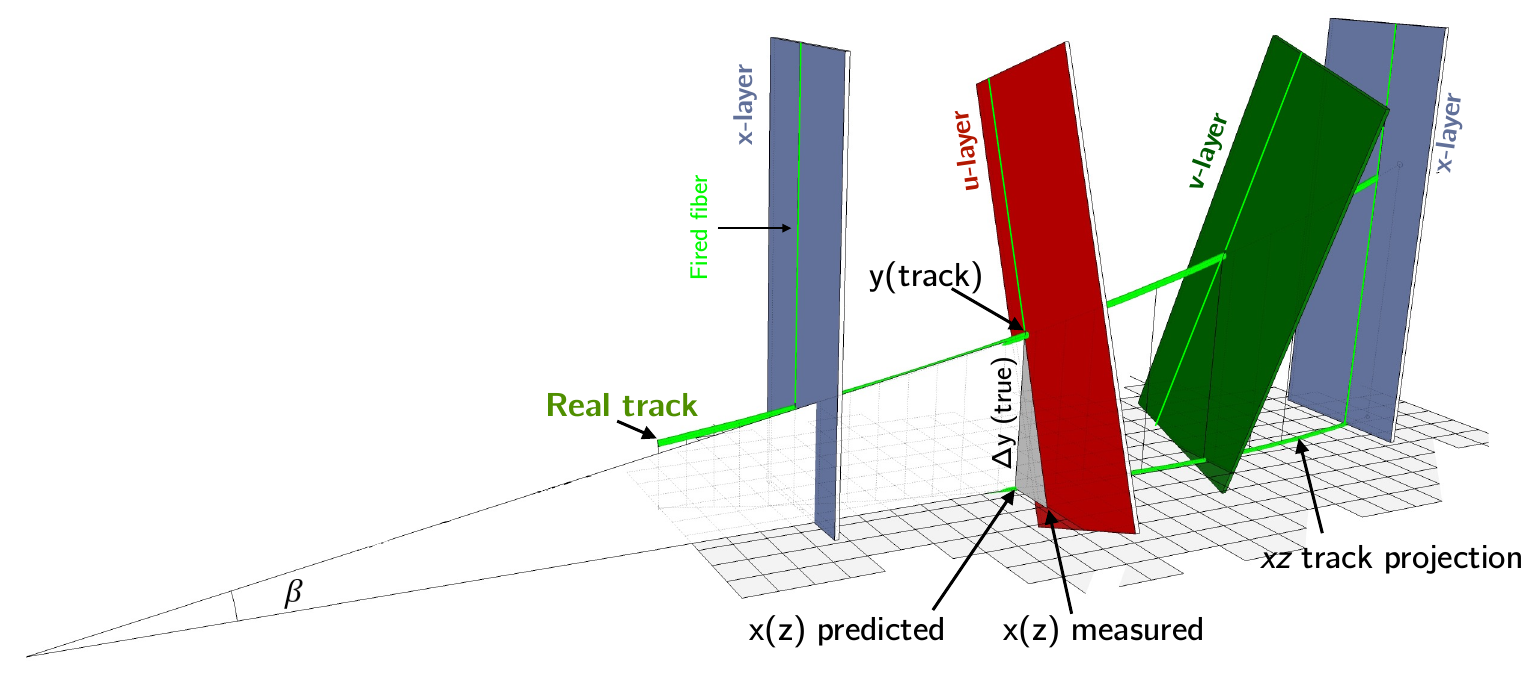 x-layer
Fired fiber
u-layer
v-layer
x-layer
y(track)
Real track
Δy (true)
β
xz track projection
x(z) predicted
x(z) measured